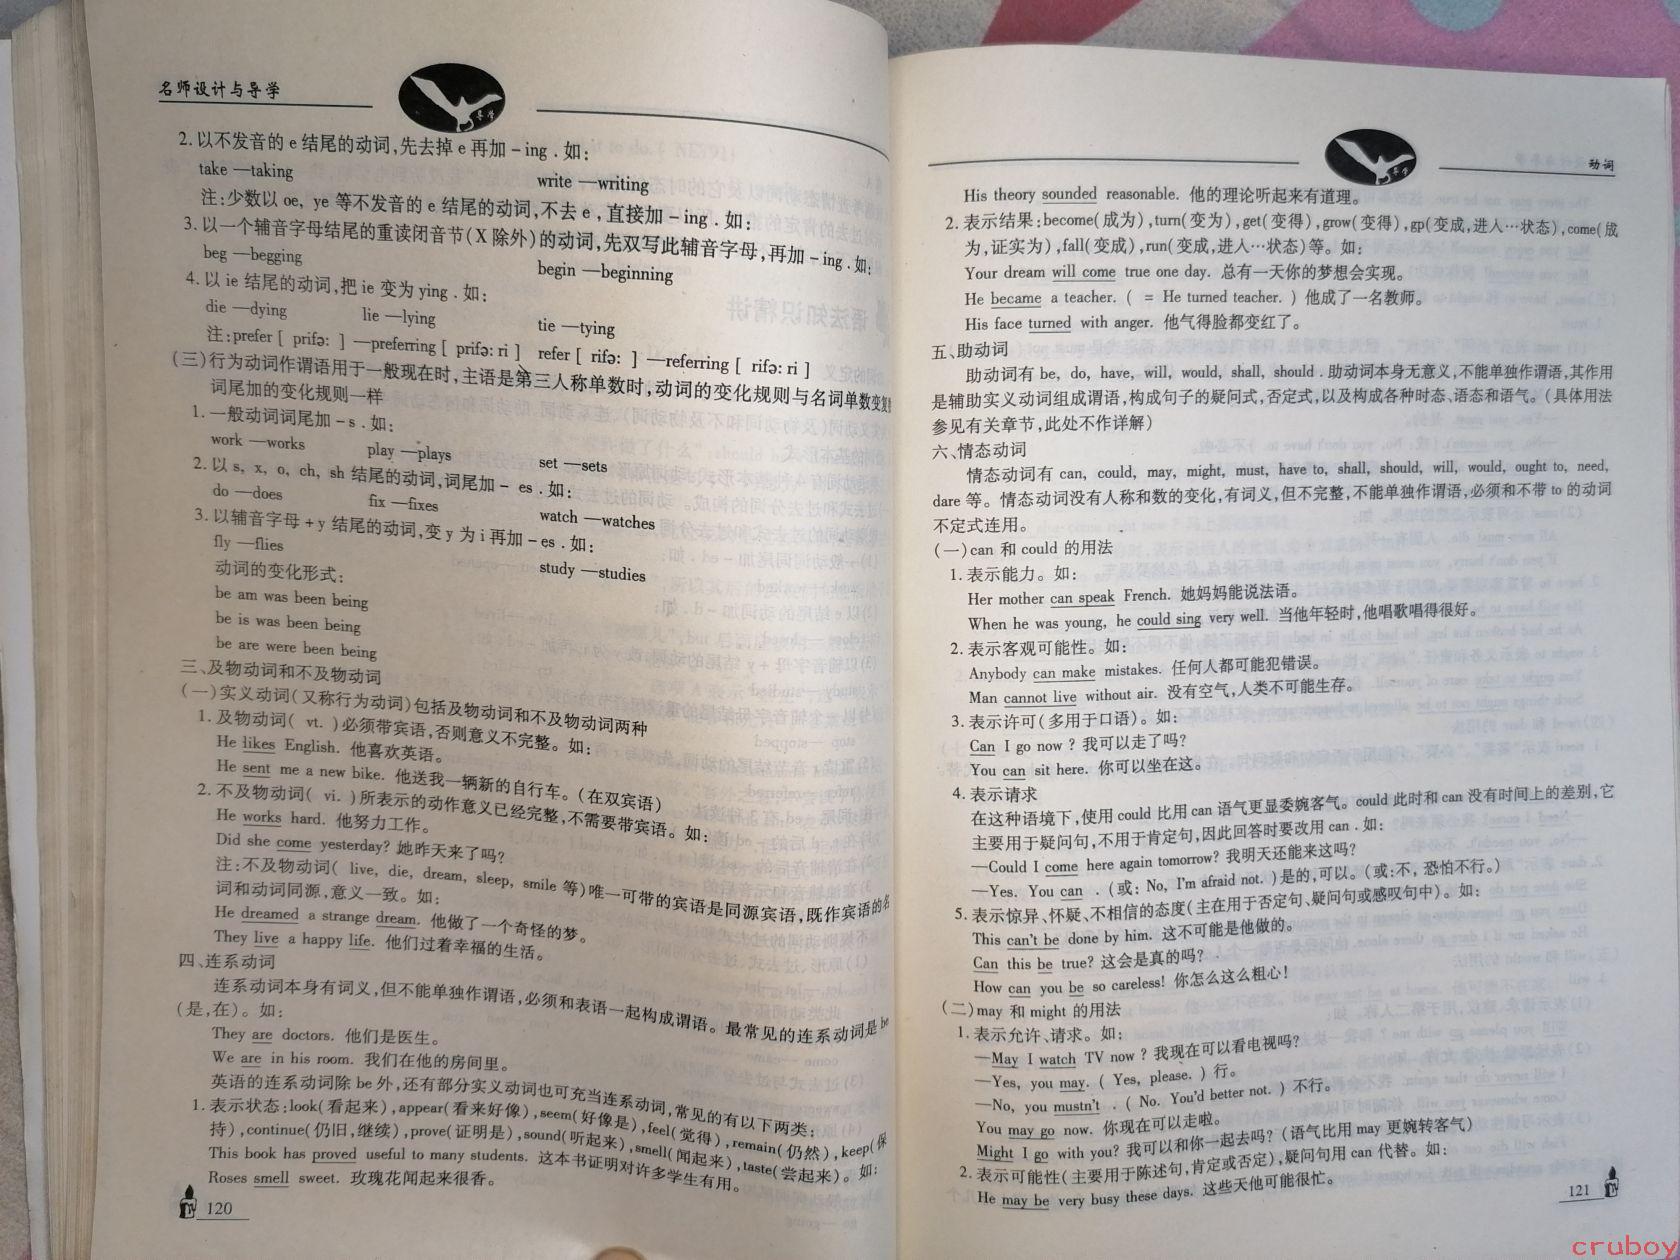 名师设计与导学
导学
2.以不发音的 e 结尾的动词,先去掉 e 再加 -ing . 如:
take —taking write —writing
注:少数以 oe, ye 等不发音的 e 结尾的动词,不去 e ,直接加 -ing . 如:
3.以一个辅音字母结尾的重读闭音节(X 除外)的动词,先双写此辅音字母,再加 -ing . 如:
beg —begging begin —beginning
4.以 ie 结尾的动词,把 ie 变为 ying . 如:
die —dying lie —lying tie —tying
注:prefer [ prifə: ] —preferring [ prifə: ri ] refer [ rifə: ] —referring [ rifə: ri ]
(三)行为动词作谓语用于一般现在时,主语是第三人称单数时,动词的变化规则与名词单数变复数
词尾加的变化规则一样
1.一般动词词尾加 -s . 如:
work —works play —plays set —sets
2.以 s, x, o, ch, sh 结尾的动词,词尾加 - es . 如:
do —does fix —fixes watch —watches
3.以辅音字母 + y 结尾的动词,变 y 为 i 再加 -es . 如:
fly —flies study —studies
动词的变化形式:
be am was been being
be is was been being
be are were been being
三、及物动词和不及物动词
(一)实义动词(又称行为动词)包括及物动词和不及物动词两种
1.及物动词( vt. )必须带宾语,否则意义不完整。如:
He likes English. 他喜欢英语。
He sent me a new bike. 他送我一辆新的自行车。(在双宾语)
2.不及物动词( vi. )所表示的动作意义已经完整,不需要带宾语。如:
He works hard. 他努力工作。
Did she come yesterday? 她昨天来了吗?
注:不及物动词( live, die, dream, sleep, smile 等)唯一可带的宾语是同源宾语,既作宾语的名
词和动词同源,意义一致。如:
He dreamed a strange dream. 他做了一个奇怪的梦。
They live a happy life. 他们过着幸福的生活。
四、连系动词
连系动词本身有词义,但不能单独作谓语,必须和表语一起构成谓语。最常见的连系动词是 be
(是,在)。如:
They are doctors. 他们是医生。
We are in his room. 我们在他的房间里。
英语的连系动词除 be 外,还有部分实义动词也可充当连系动词,常见的有以下两类:
1.表示状态:look(看起来),appear(看来好像),seem(好像是),feel(觉得),remain(仍然),keep(保
持),continue(仍旧,继续),prove(证明是),sound(听起来),smell(闻起来),taste(尝起来)。如:
This book has proved useful to many students. 这本书证明对许多学生有用。
Roses smell sweet. 玫瑰花闻起来很香。
120
导学
动词
His theory sounded reasonable. 他的理论听起来有道理。
2.表示结果:become(成为),turn(变为),get(变得),grow(变得),gp(变成,进人…状态),come(成
为,证实为),fall(变成),run(变成,进人…状态)等。如:
Your dream will come true one day. 总有一天你的梦想会实现。
He became a teacher. ( = He turned teacher. ) 他成了一名教师。
His face turned with anger. 他气得脸都变红了。
五、助动词
助动词有 be, do, have, will, would, shall, should . 助动词本身无意义,不能单独作谓语,其作用
是辅助实义动词组成谓语,构成句子的疑问式,否定式,以及构成各种时态、语态和语气。(具体用法
参见有关章节,此处不作详解)
六、情态动词
情态动词有 can, could, may, might, must, have to, shall, should, will, would, ought to, need,
dare 等。情态动词没有人称和数的变化,有词义,但不完整,不能单独作谓语,必须和不带 to 的动词
不定式连用。
(一)can 和 could 的用法
1.表示能力。如:
Her mother can speak French. 她妈妈能说法语。
When he was young, he could sing very well. 当他年轻时,他唱歌唱得很好。
2.表示客观可能性。如:
Anybody can make mistakes. 任何人都可能犯错误。
Man cannot live without air. 没有空气,人类不可能生存。
3.表示许可(多用于口语)。如:
Can I go now ? 我可以走了吗?
You can sit here. 你可以坐在这。
4.表示请求
在这种语境下,使用 could 比用 can 语气更显委婉客气。could 此时和 can 没有时间上的差别,它
主要用于疑问句,不用于肯定句,因此回答时要改用 can . 如:
—Could I come here again tomorrow? 我明天还能来这吗?
—Yes. You can . (或: No, I'm afraid not. )是的,可以。(或:不,恐怕不行。)
5.表示惊异、怀疑、不相信的态度(主在用于否定句、疑问句或感叹句中)。如:
This can't be done by him. 这不可能是他做的。
Can this be true? 这会是真的吗?
How can you be so careless! 你怎么这么粗心!
(二)may 和 might 的用法
1.表示允许、请求。如:
—May I watch TV now ? 我现在可以看电视吗?
—Yes, you may. ( Yes, please. ) 行。
—No, you mustn't . ( No. You'd better not. ) 不行。
You may go now. 你现在可以走啦。
Might I go with you? 我可以和你一起去吗? (语气比用 may 更婉转客气)
2.表示可能性(主要用于陈述句,肯定或否定),疑问句用 can 代替。如:
He may be very busy these days. 这些天他可能很忙。
121
cruboy